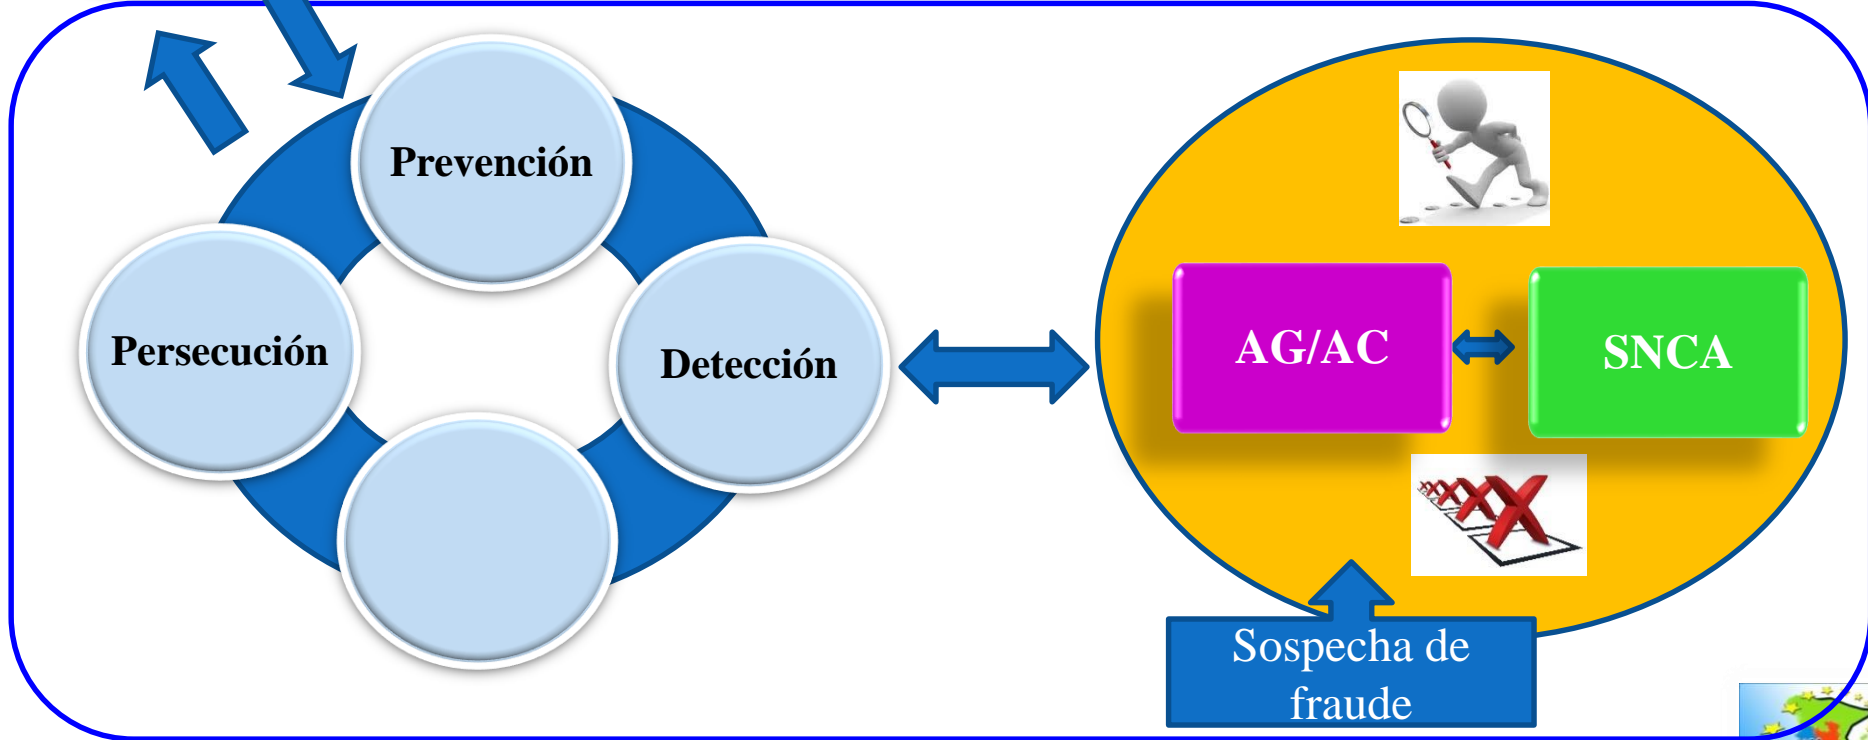 Prevención
Persecución
Detección
AG/AC
SNCA
Sospecha de
fraude